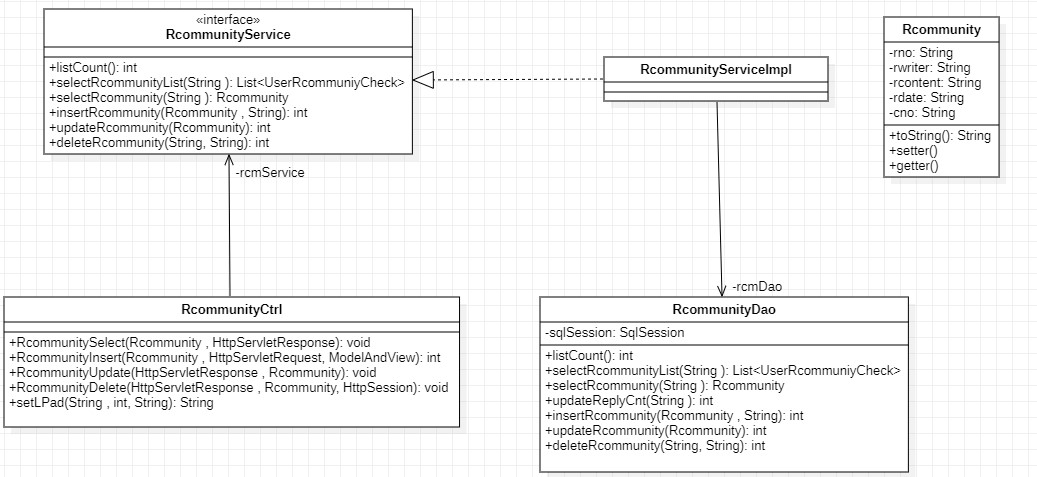 «interface»
RcommunityService
+listCount(): int
+selectRcommunityList(String ): List<UserRcommuniyCheck>
+selectRcommunity(String ): Rcommunity
+insertRcommunity(Rcommunity , String): int
+updateRcommunity(Rcommunity): int
+deleteRcommunity(String, String): int
RcommunityServiceImpl
Rcommunity
-rno: String
-rwriter: String
-rcontent: String
-rdate: String
-cno: String
+toString(): String
+setter()
+getter()
-rcmService
-rcmDao
RcommunityCtrl
+RcommunitySelect(Rcommunity , HttpServletResponse): void
+RcommunityInsert(Rcommunity , HttpServletRequest, ModelAndView): int
+RcommunityUpdate(HttpServletResponse , Rcommunity): void
+RcommunityDelete(HttpServletResponse , Rcommunity, HttpSession): void
+setLPad(String , int, String): String
RcommunityDao
-sqlSession: SqlSession
+listCount(): int
+selectRcommunityList(String ): List<UserRcommuniyCheck>
+selectRcommunity(String ): Rcommunity
+updateReplyCnt(String ): int
+insertRcommunity(Rcommunity , String): int
+updateRcommunity(Rcommunity): int
+deleteRcommunity(String, String): int